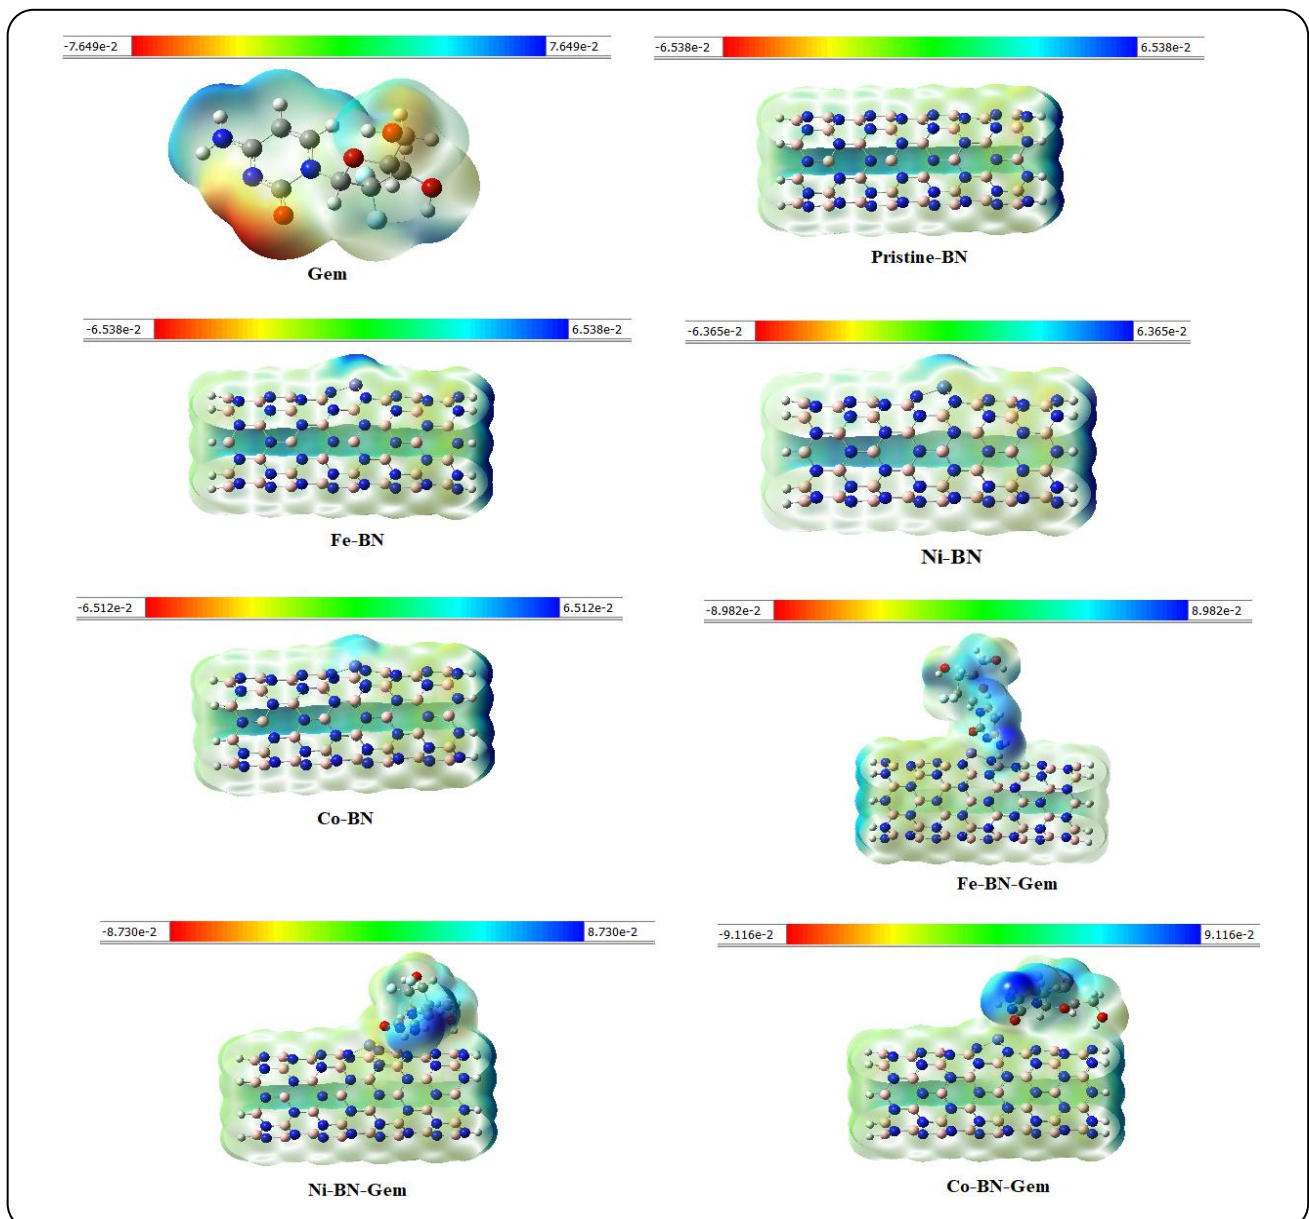 -7.649e-2 7.649e-2
Gem
-6.538e-2 6.538e-2
Pristine-BN
-6.538e-2 6.538e-2
Fe-BN
-6.365e-2 6.365e-2
Ni-BN
-6.512e-2 6.512e-2
Co-BN
-8.982e-2 8.982e-2
Fe-BN-Gem
-8.730e-2 8.730e-2
Ni-BN-Gem
-9.116e-2 9.116e-2
Co-BN-Gem